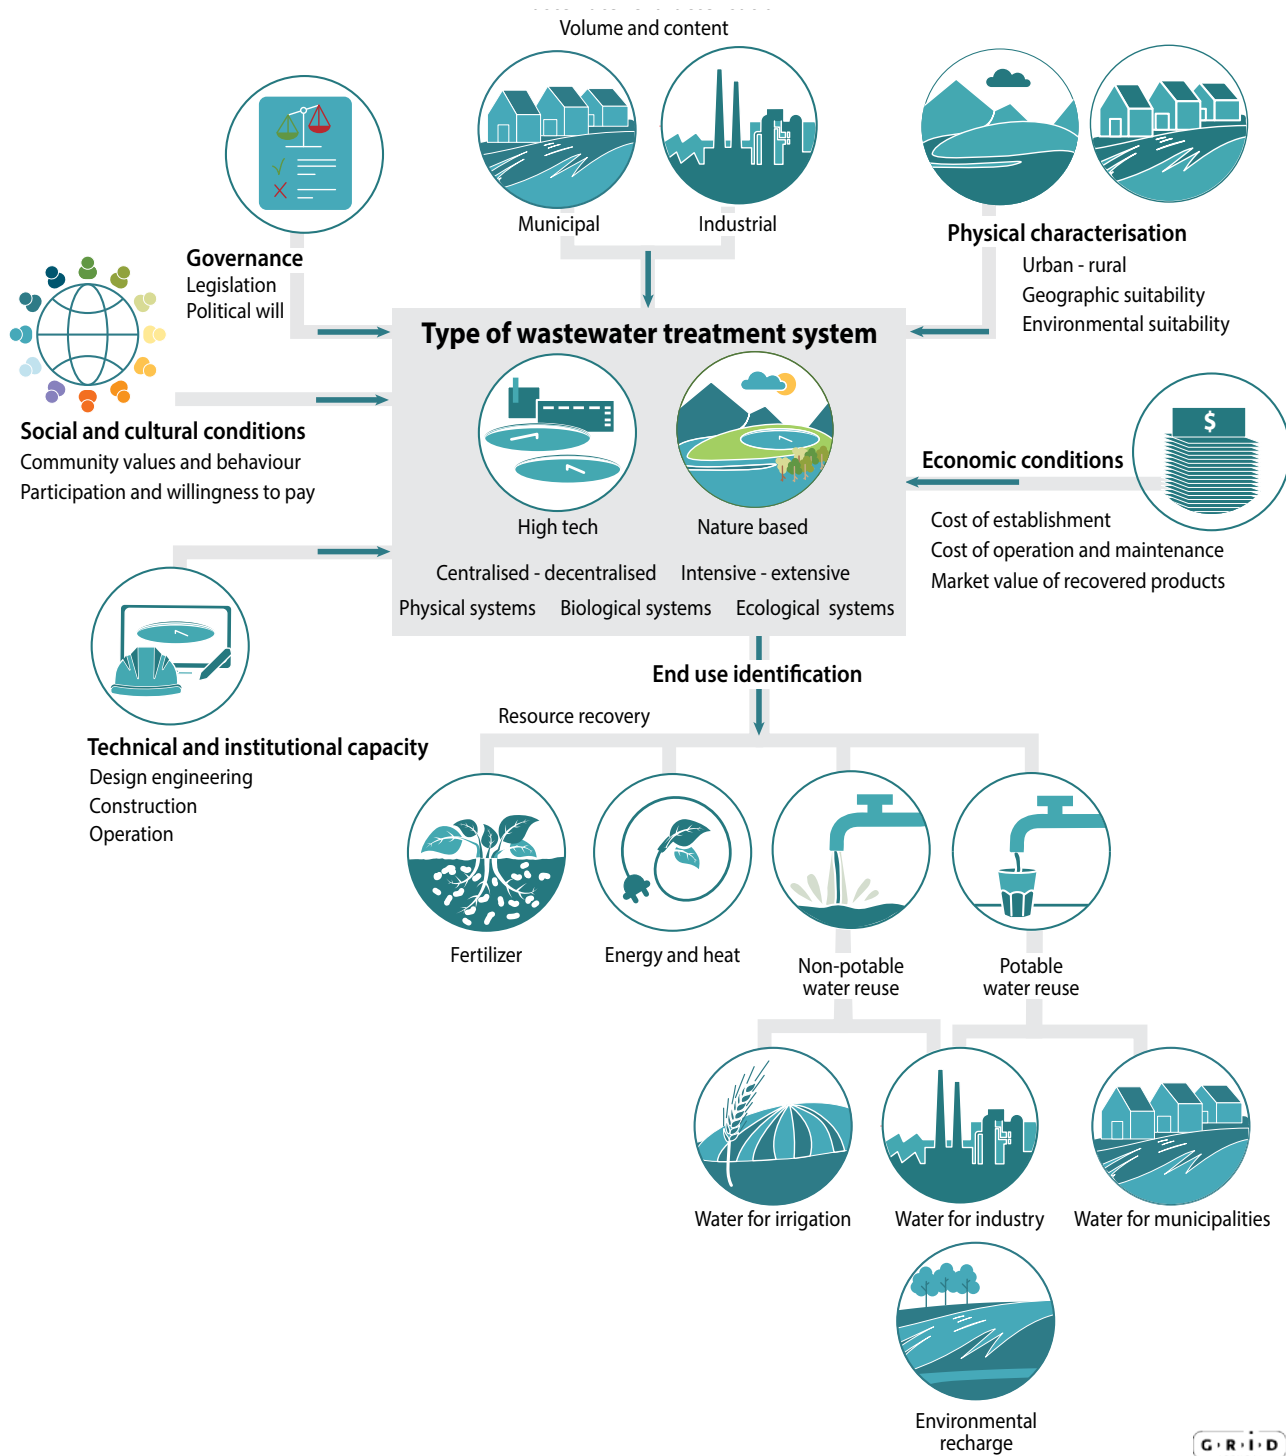 Volume and content
Municipal
Industrial
Governance
Legislation
Political will
Physical characterisation
Urban - rural
Geographic suitability
Environmental suitability
Type of wastewater treatment system
High tech
Nature based
Centralised - decentralised
Intensive - extensive
Physical systems
Biological systems
Ecological systems
Social and cultural conditions
Community values and behaviour
Participation and willingness to pay
$
Economic conditions
Cost of establishment
Cost of operation and maintenance
Market value of recovered products
Technical and institutional capacity
Design engineering
Construction
Operation
End use identification
Resource recovery
Fertilizer
Energy and heat
Non-potable
water reuse
Potable
water reuse
Water for irrigation
Water for industry
Water for municipalities
Environmental
recharge
G·R·I·D